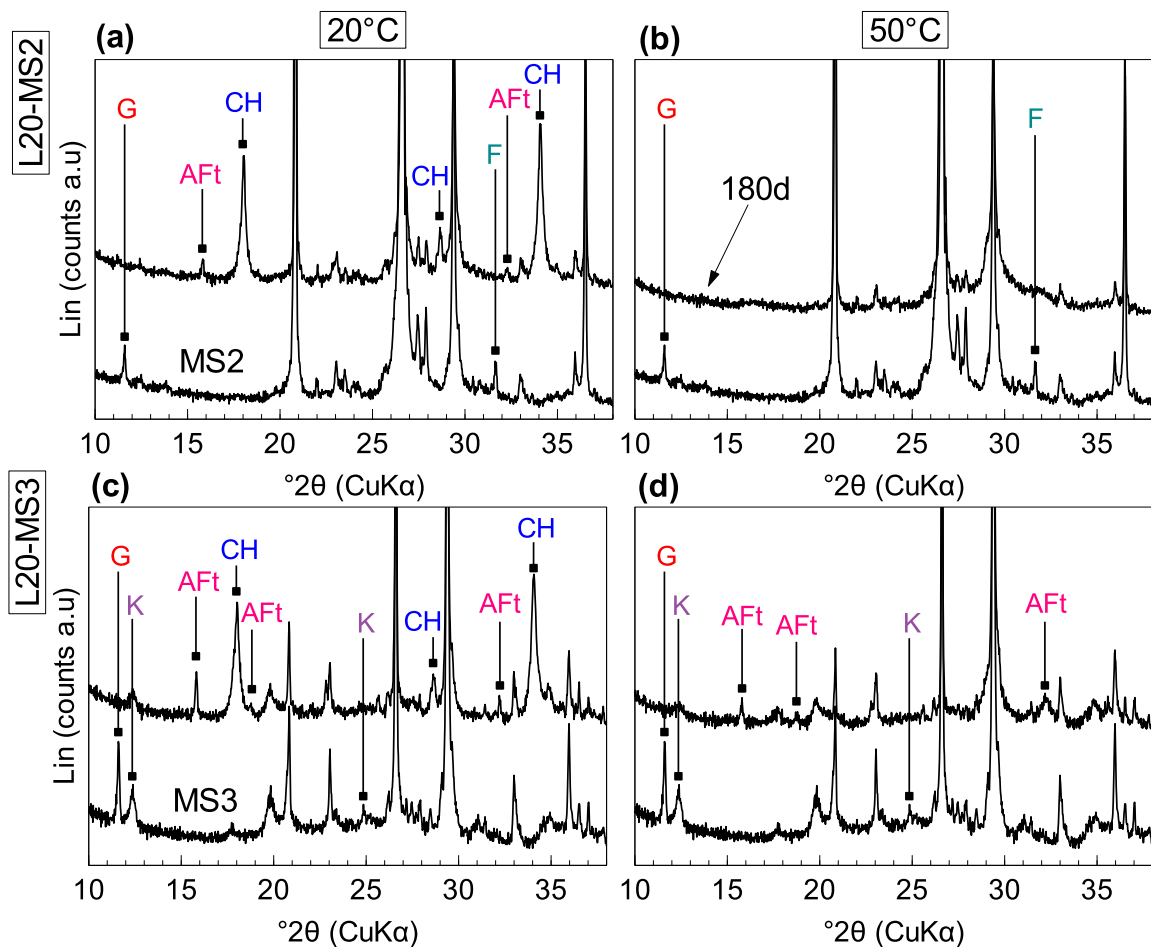 (a) 20°C
(b) 50°C
L20-MS2
Lin (counts a.u)
G
AFt
CH
CH
F
AFt
CH
MS2
10 15 20 25 30 35
°2θ (CuKα)
G
180d
F
10 15 20 25 30 35
°2θ (CuKα)
L20-MS3
(c)
Lin (counts a.u)
G
K
AFt
CH
AFt
K
CH
AFt
CH
MS3
10 15 20 25 30 35
°2θ (CuKα)
(d)
G
K
AFt
AFt
K
AFt
10 15 20 25 30 35
°2θ (CuKα)